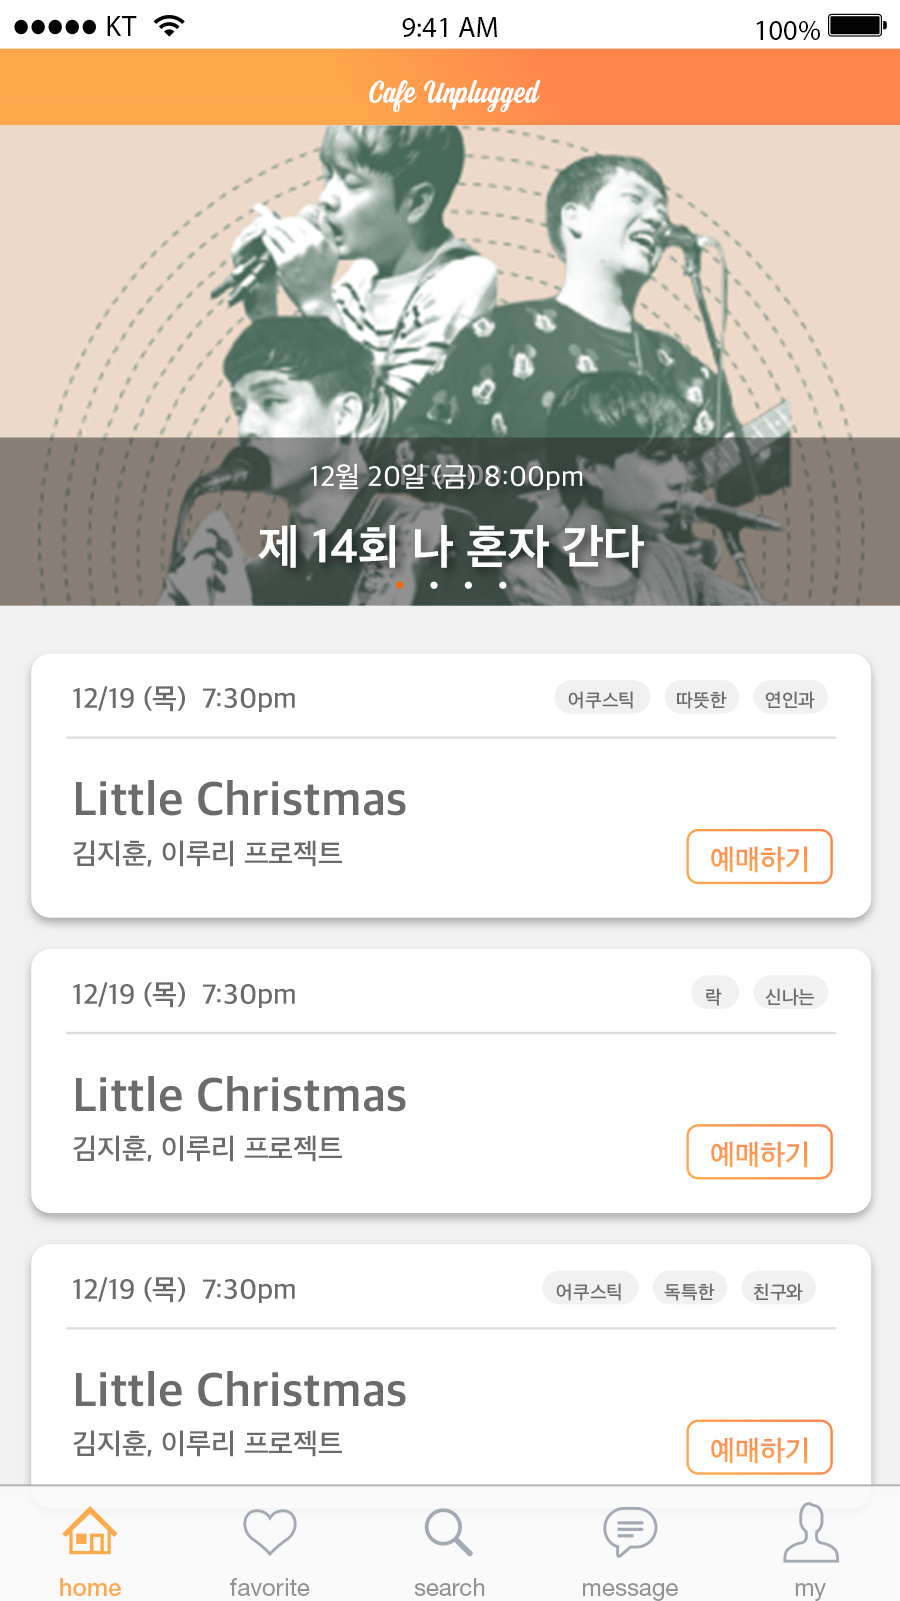 KT 9:41 AM 100%
Cafe Unplugged
12월 20일 (금) 8:00pm
제 14회 나 혼자 간다
12/19 (목) 7:30pm 어쿠스틱 따뜻한 연인과
Little Christmas
김지훈, 이루리 프로젝트
예매하기
12/19 (목) 7:30pm 락 신나는
Little Christmas
김지훈, 이루리 프로젝트
예매하기
12/19 (목) 7:30pm 어쿠스틱 독특한 친구와
Little Christmas
김지훈, 이루리 프로젝트
예매하기
home favorite search message my